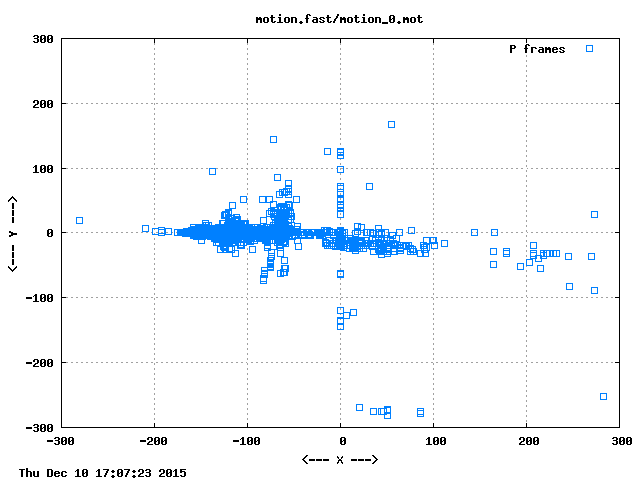 motion.fast/motion_0.mot
P frames
300
200
100
0
-100
-200
-300
-300 -200 -100 0 100 200 300
<--- Y --->
<--- X --->
Thu Dec 10 17:07:23 2015